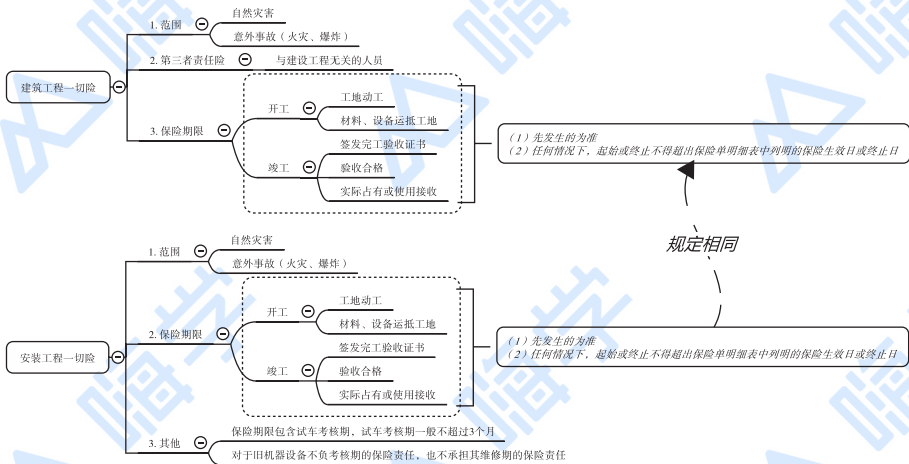 建筑工程一切险
1. 范围
自然灾害
意外事故（火灾、爆炸）
2. 第三者责任险
与建设工程无关的人员
3. 保险期限
开工
工地动工
材料、设备运抵工地
竣工
签发完工验收证书
验收合格
实际占有或使用接收
（1）先发生的为准
（2）任何情况下，起始或终止不得超出保险单明细表中列明的保险生效日或终止日
规定相同
安装工程一切险
1. 范围
自然灾害
意外事故（火灾、爆炸）
2. 保险期限
开工
工地动工
材料、设备运抵工地
竣工
签发完工验收证书
验收合格
实际占有或使用接收
（1）先发生的为准
（2）任何情况下，起始或终止不得超出保险单明细表中列明的保险生效日或终止日
3. 其他
保险期限包含试车考核期，试车考核期一般不超过3个月
对于旧机器设备不负考核期的保险责任，也不承担其维修期的保险责任
嗨学
嗨学
嗨学